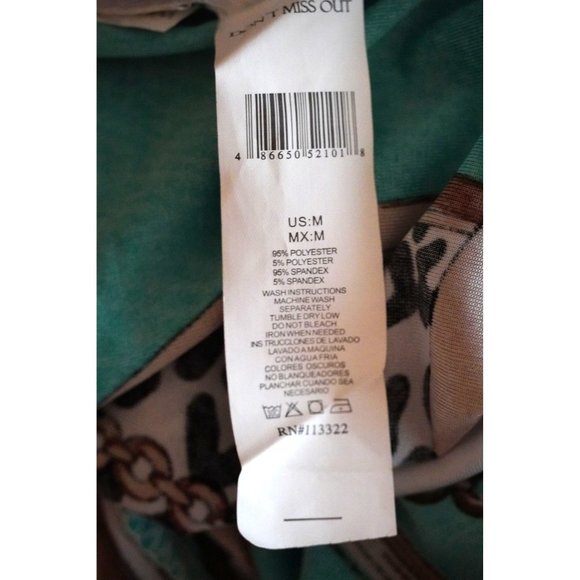 DON'T MISS OUT
4 86650 52101 8
US:M
MX:M
95% POLYESTER
5% POLYESTER
95% SPANDEX
5% SPANDEX
WASH INSTRUCTIONS
MACHINE WASH
SEPARATELY
TUMBLE DRY LOW
DO NOT BLEACH
IRON WHEN NEEDED
INS TRUCCLONES DE LAVADO
LAVADO A MAQUINA
CON AGUA FRIA
COLORES OSCUROS
NO BLANQUEADORES
PLANCHAR CUANDO SEA
NECESARIO
RN#113322